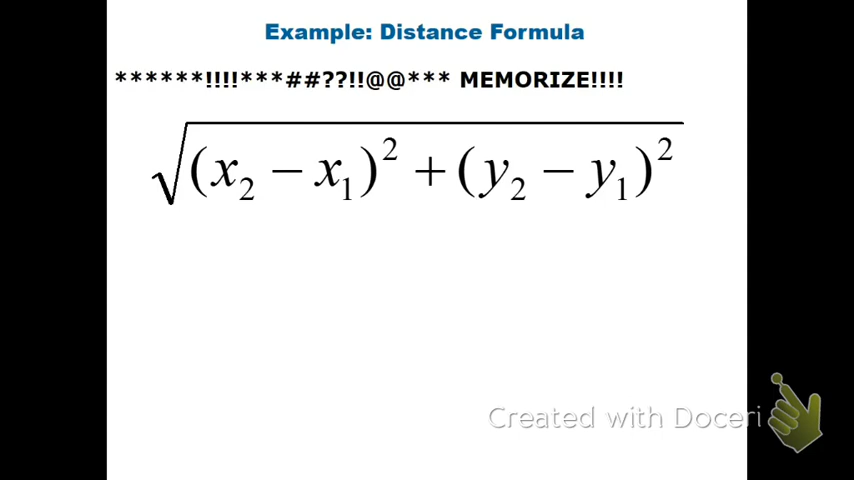 Example: Distance Formula
******!!!!***##??!!@@*** MEMORIZE!!!!
√(x₂ − x₁)² + (y₂ − y₁)²
Created with Doceri